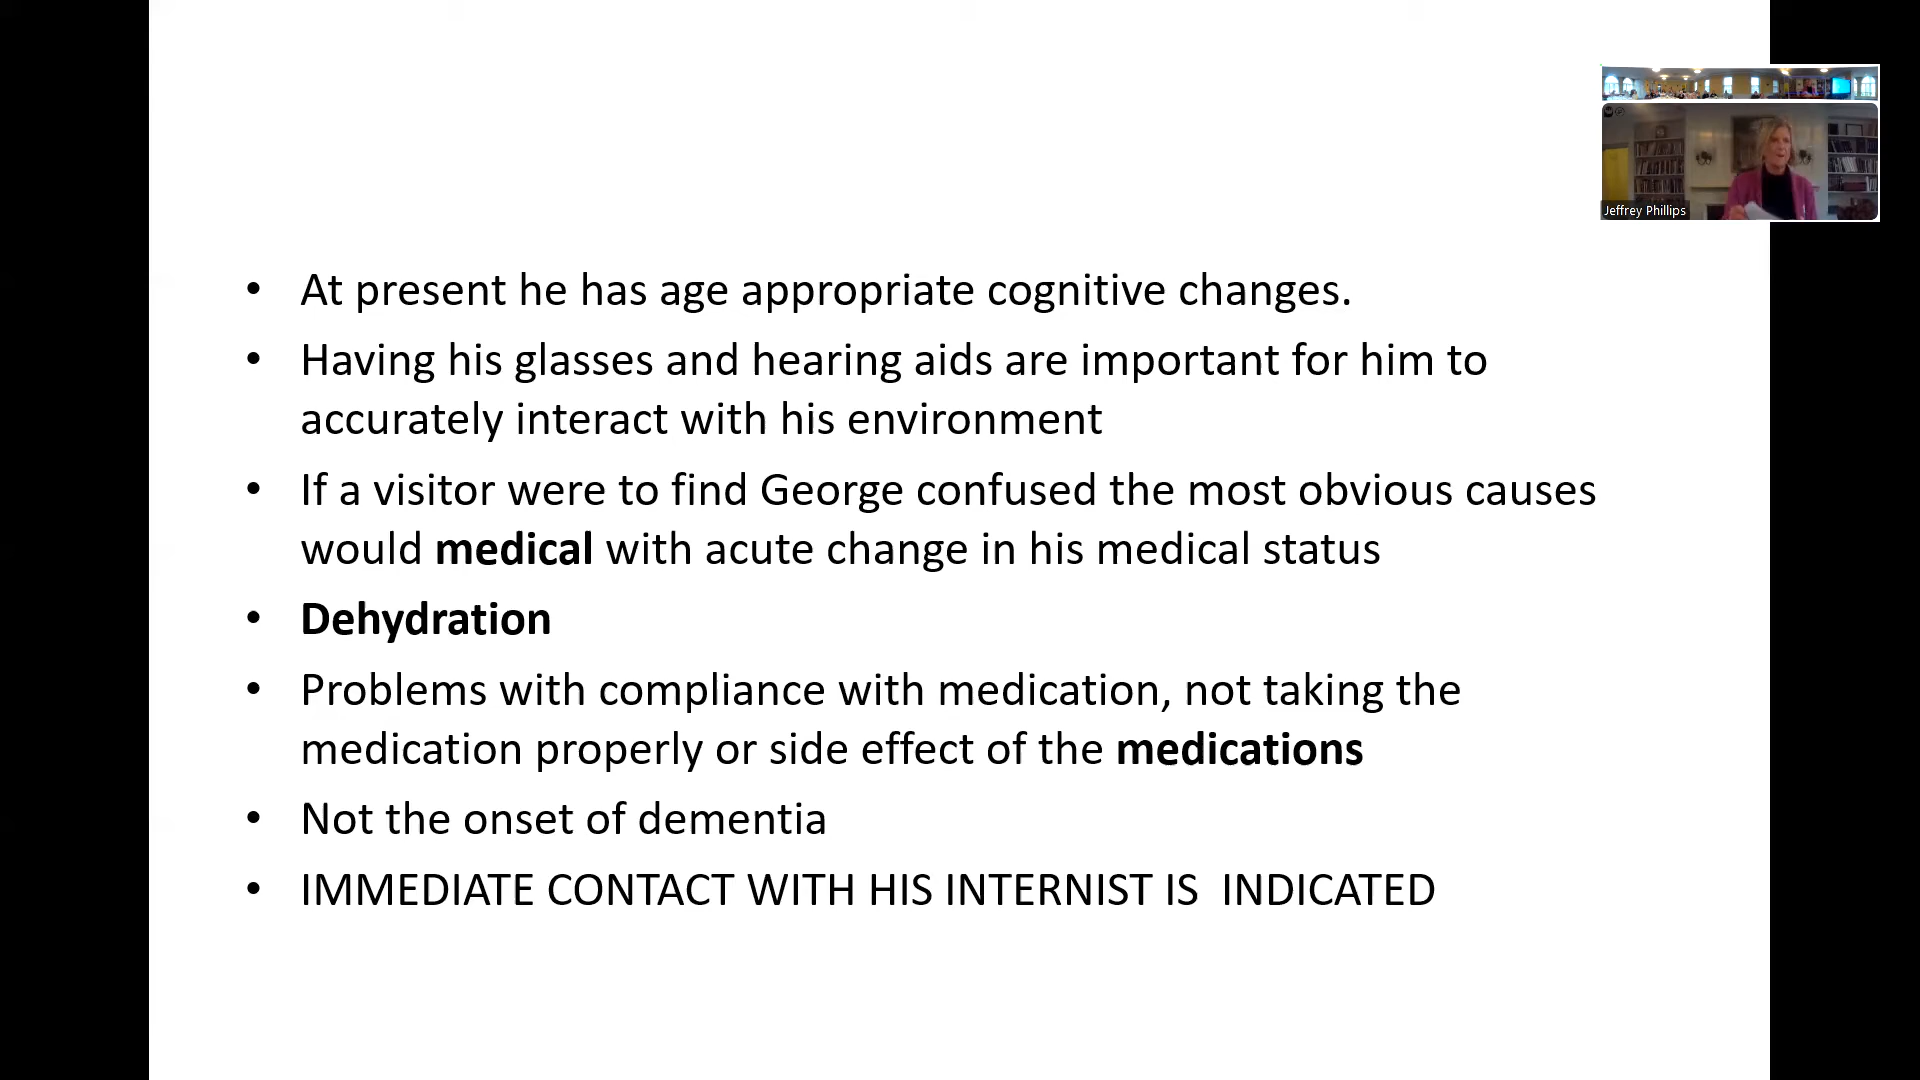 Jeffrey Phillips
• At present he has age appropriate cognitive changes.
• Having his glasses and hearing aids are important for him to
accurately interact with his environment
• If a visitor were to find George confused the most obvious causes
would medical with acute change in his medical status
• Dehydration
• Problems with compliance with medication, not taking the
medication properly or side effect of the medications
• Not the onset of dementia
• IMMEDIATE CONTACT WITH HIS INTERNIST IS  INDICATED